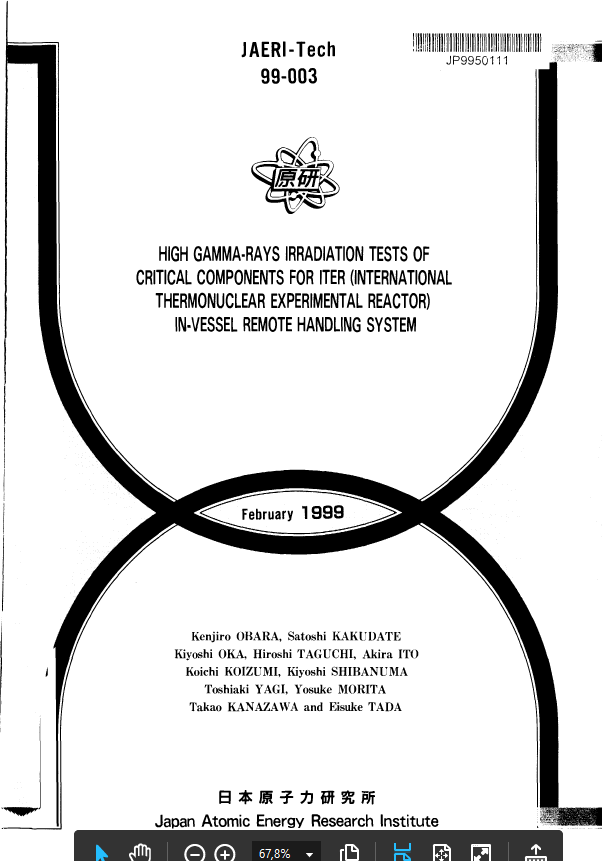 JAERI-Tech
99-003
JP9950111
原研
HIGH GAMMA-RAYS IRRADIATION TESTS OF
CRITICAL COMPONENTS FOR ITER (INTERNATIONAL
THERMONUCLEAR EXPERIMENTAL REACTOR)
IN-VESSEL REMOTE HANDLING SYSTEM
February 1999
Kenjiro OBARA, Satoshi KAKUDATE
Kiyoshi OKA, Hiroshi TAGUCHI, Akira ITO
Koichi KOIZUMI, Kiyoshi SHIBANUMA
Toshiaki YAGI, Yosuke MORITA
Takao KANAZAWA and Eisuke TADA
日本原子力研究所
Japan Atomic Energy Research Institute
67,8%